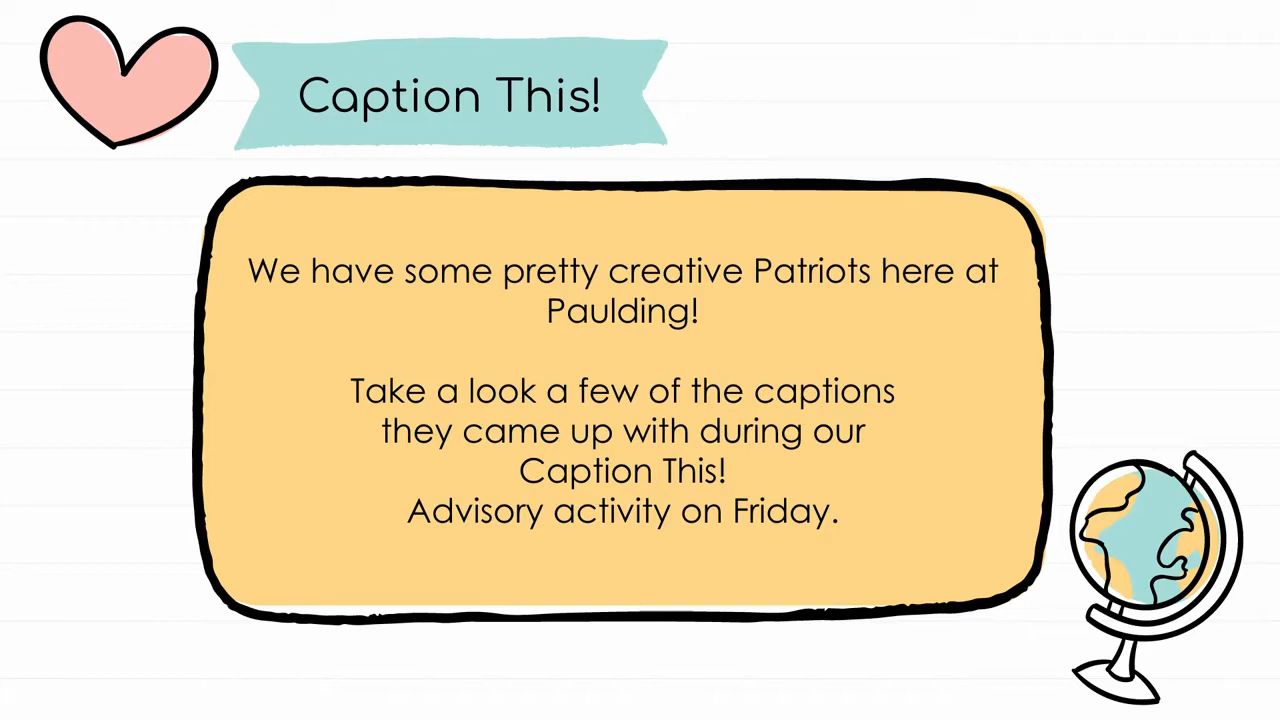 Caption This!
We have some pretty creative Patriots here at
Paulding!
Take a look a few of the captions
they came up with during our
Caption This!
Advisory activity on Friday.